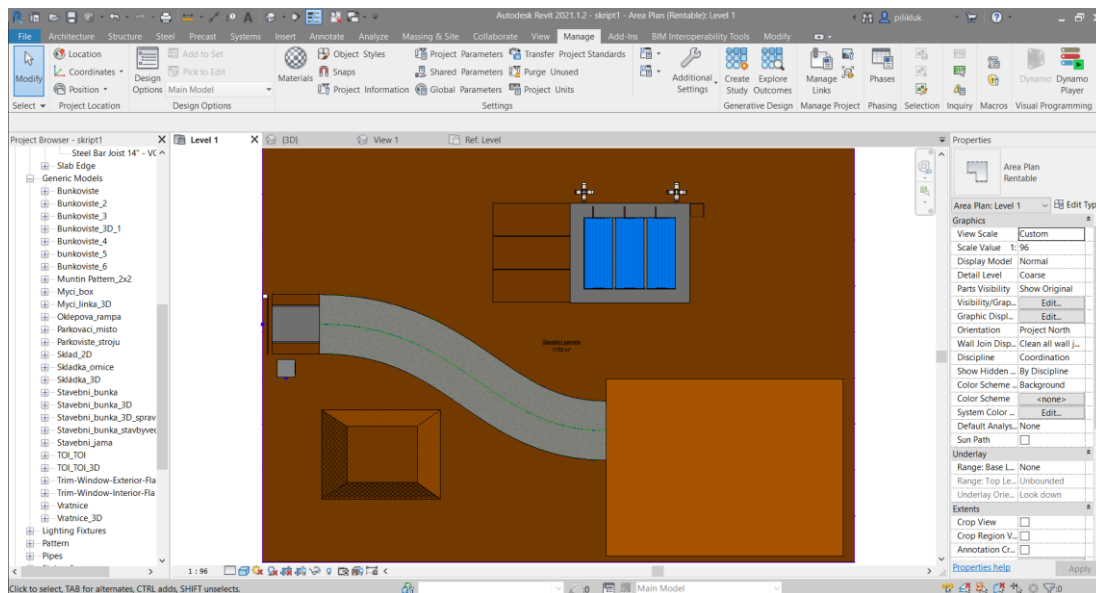 Autodesk Revit 2021.1.2 - skript1 - Area Plan (Rentable): Level 1
pilikluk
File Architecture Structure Steel Precast Systems Insert Annotate Analyze Massing & Site Collaborate View Manage Add-Ins BIM Interoperability Tools Modify
Modify
Location
Coordinates
Position
Design Options
Add to Set
Pick to Edit
Main Model
Materials
Object Styles
Snaps
Project Information
Project Parameters
Shared Parameters
Global Parameters
Transfer Project Standards
Purge Unused
Project Units
Additional Settings
Create Study
Explore Outcomes
Manage Links
Phases
Dynamo
Dynamo Player
Select Project Location Design Options Settings Generative Design Manage Project Phasing Selection Inquiry Macros Visual Programming
Project Browser - skript1
Level 1
{3D}
View 1
Ref. Level
Properties
Steel Bar Joist 14" - VC
Slab Edge
Generic Models
Bunkoviste
Bunkoviste_2
Bunkoviste_3
Bunkoviste_3D_1
Bunkoviste_4
bunkoviste_5
Bunkoviste_6
Muntin Pattern_2x2
Myci_box
Myci_linka_3D
Oklepova_rampa
Parkovaci_misto
Parkoviste_stroju
Sklad_2D
Skladka_ornice
Skládka_3D
Stavebni_bunka
Stavebni_bunka_3D
Stavebni_bunka_3D_sprav
Stavebni_bunka_stavbyvec
Stavebni_jama
TOI_TOI
TOI_TOI_3D
Trim-Window-Exterior-Fla
Trim-Window-Interior-Fla
Vratnice
Vratnice_3D
Lighting Fixtures
Pattern
Pipes
Area Plan
Rentable
Area Plan: Level 1
Edit Typ
Graphics
View Scale Custom
Scale Value 1: 96
Display Model Normal
Detail Level Coarse
Parts Visibility Show Original
Visibility/Grap... Edit...
Graphic Displ... Edit...
Orientation Project North
Wall Join Disp... Clean all wall j...
Discipline Coordination
Show Hidden ... By Discipline
Color Scheme ... Background
Color Scheme <none>
System Color ... Edit...
Default Analys... None
Sun Path
Underlay
Range: Base L... None
Range: Top Le... Unbounded
Underlay Orie... Look down
Extents
Crop View
Crop Region V...
Annotation Cr...
Properties help
Apply
1 : 96
Click to select, TAB for alternates, CTRL adds, SHIFT unselects.
:0
Main Model
:0